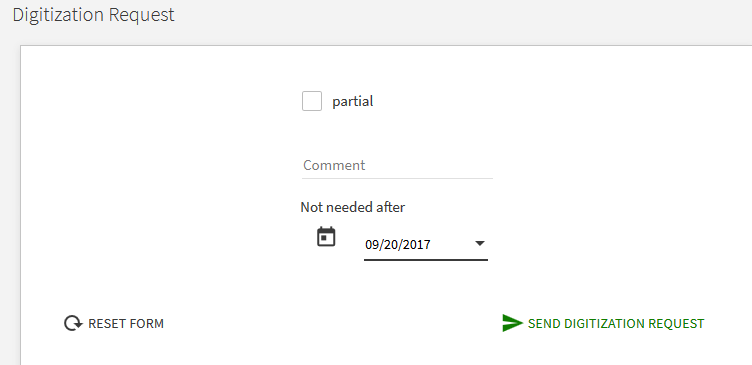 Digitization Request
partial
Comment
Not needed after
09/20/2017
RESET FORM
SEND DIGITIZATION REQUEST